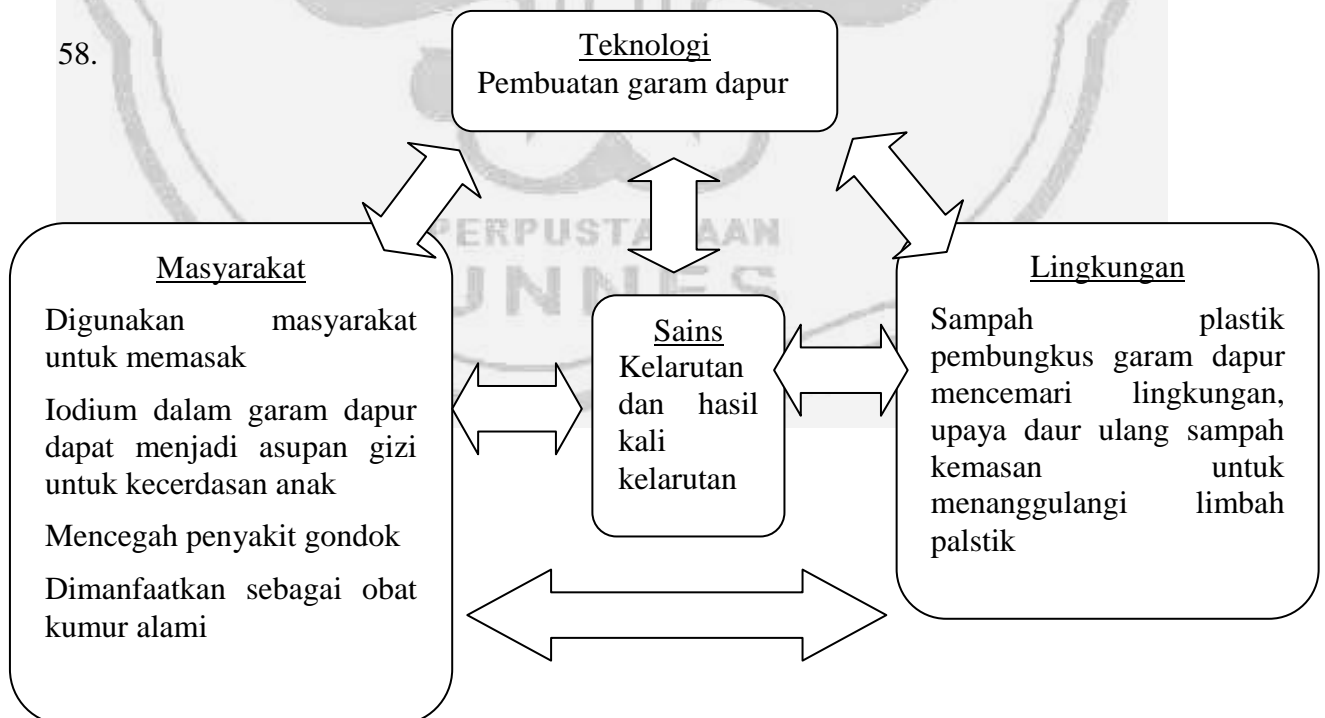 58.
Teknologi
Pembuatan garam dapur
Masyarakat
Digunakan masyarakat
untuk memasak
Iodium dalam garam dapur
dapat menjadi asupan gizi
untuk kecerdasan anak
Mencegah penyakit gondok
Dimanfaatkan sebagai obat
kumur alami
Sains
Kelarutan
dan hasil
kali
kelarutan
Lingkungan
Sampah plastik
pembungkus garam dapur
mencemari lingkungan,
upaya daur ulang sampah
kemasan untuk
menanggulangi limbah
palstik
UNNES